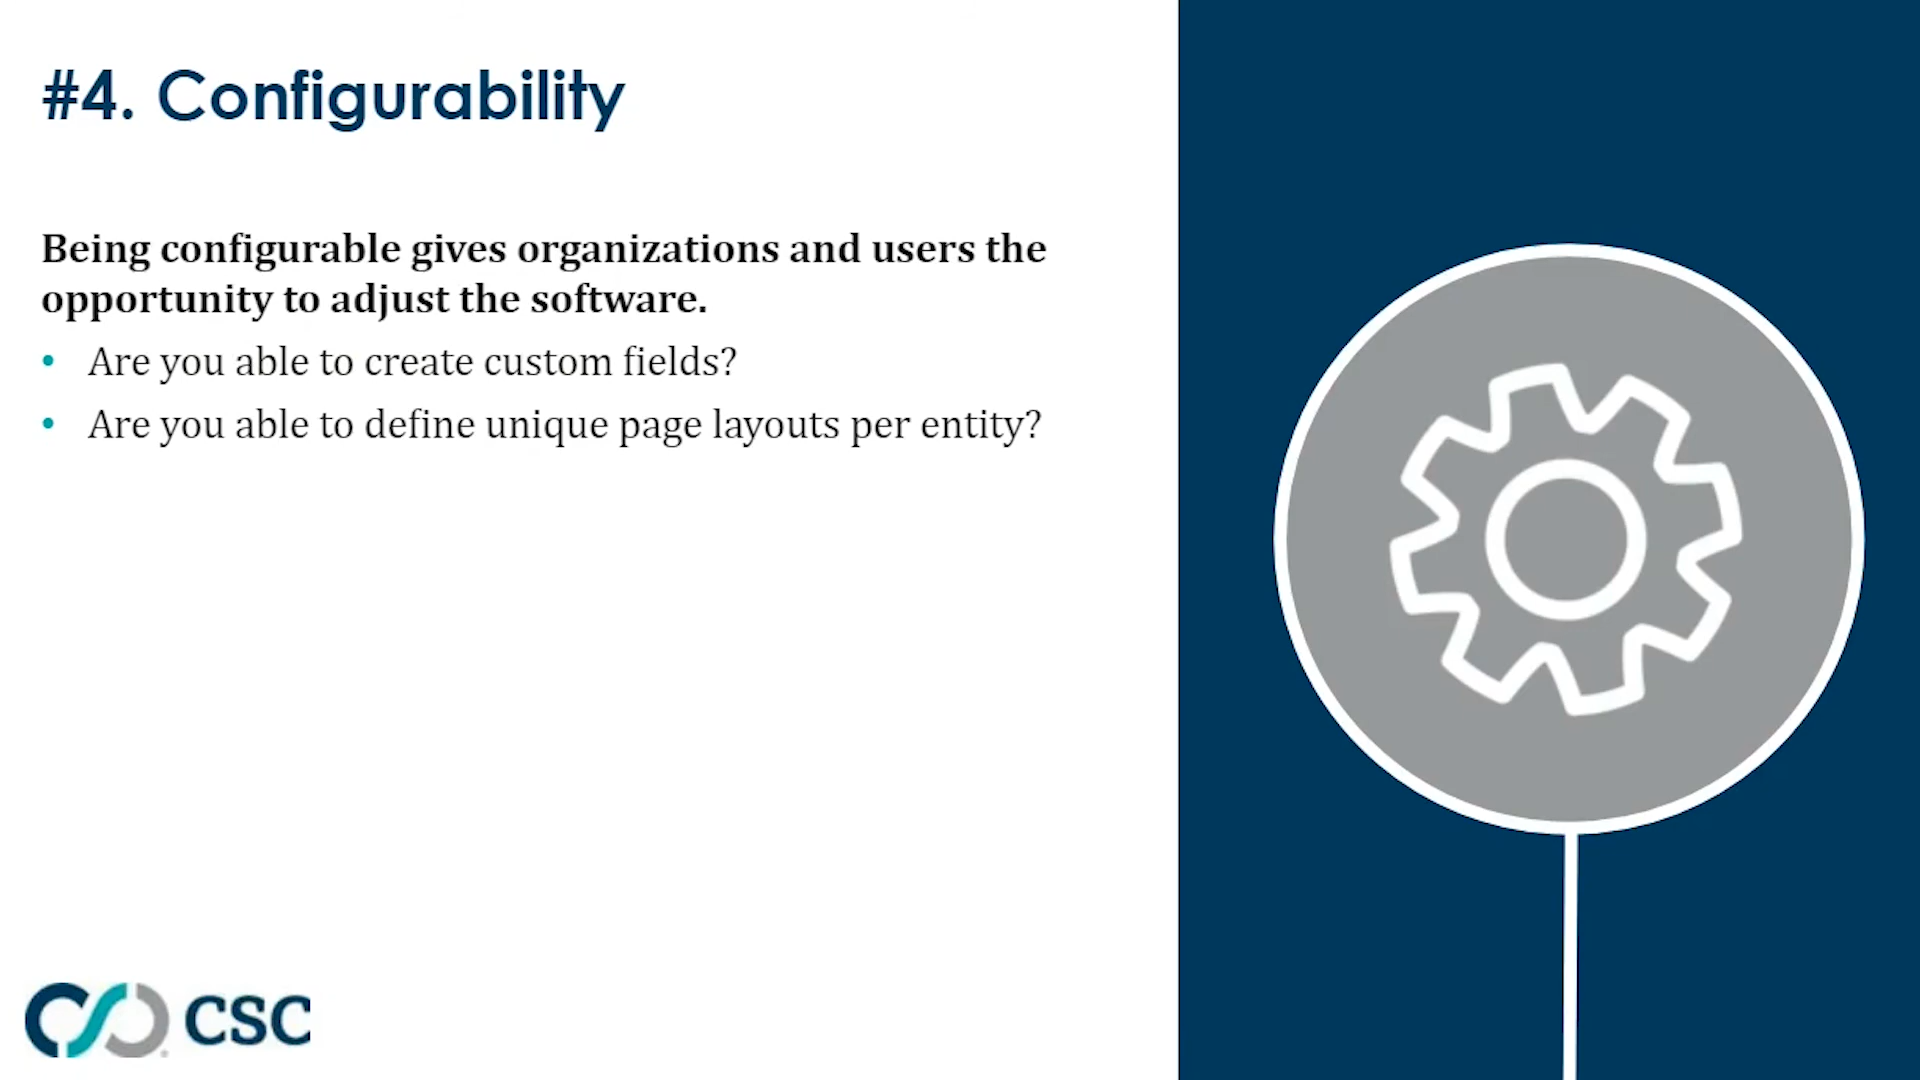 #4. Configurability
Being configurable gives organizations and users the
opportunity to adjust the software.
• Are you able to create custom fields?
• Are you able to define unique page layouts per entity?
CSC